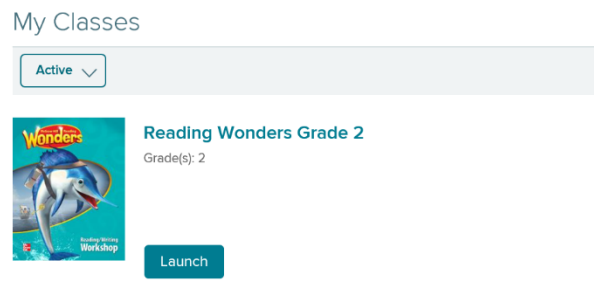 My Classes
Active
Reading Wonders Grade 2
Grade(s): 2
Wonders
Reading/Writing
Workshop
Launch